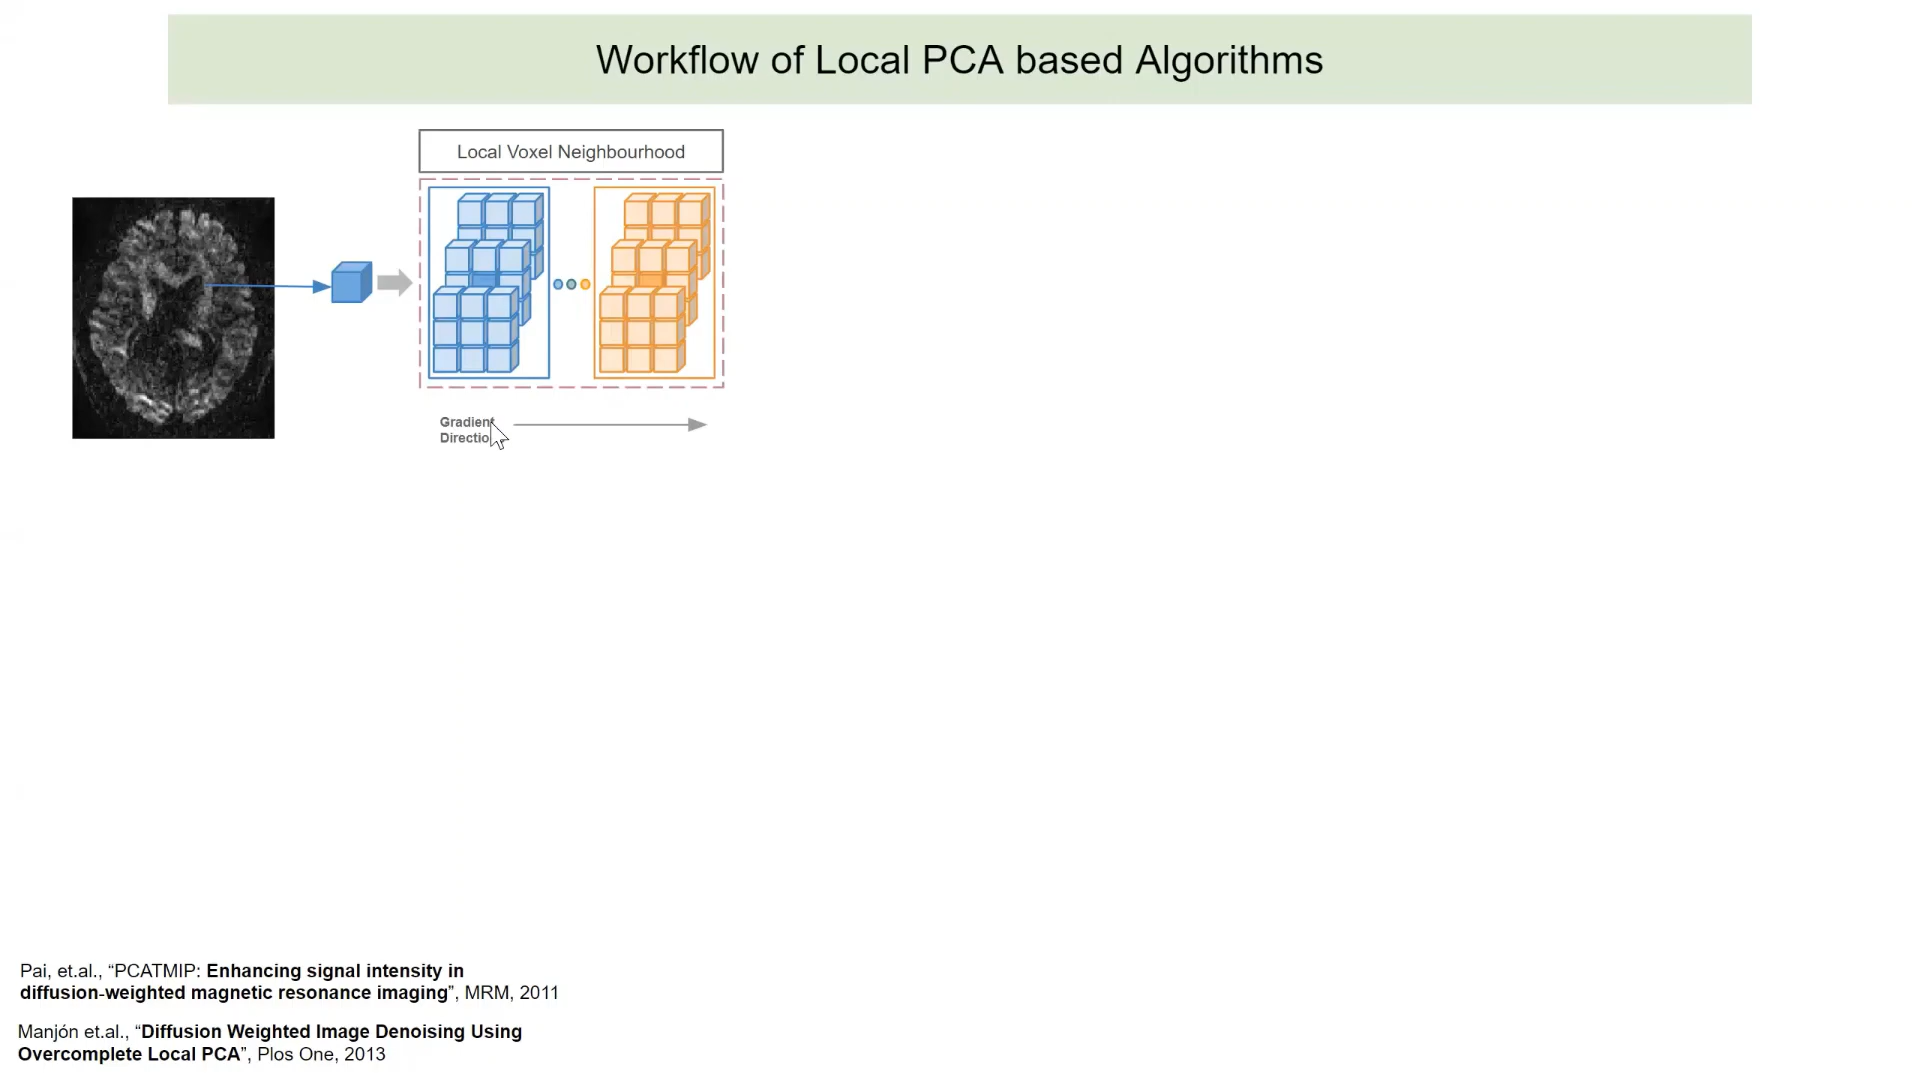 Workflow of Local PCA based Algorithms
Local Voxel Neighbourhood
Gradient
Directio
Pai, et.al., “PCATMIP: Enhancing signal intensity in
diffusion-weighted magnetic resonance imaging”, MRM, 2011
Manjón et.al., “Diffusion Weighted Image Denoising Using
Overcomplete Local PCA”, Plos One, 2013